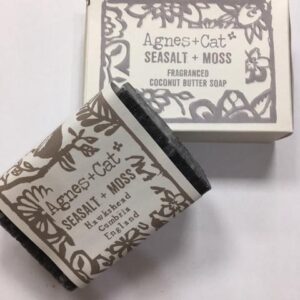 Agnes+Cat
SEASALT + MOSS
FRAGRANCED
COCONUT BUTTER SOAP
Agnes+Cat
SEASALT + MOSS
Hawkshead
Cumbria
England